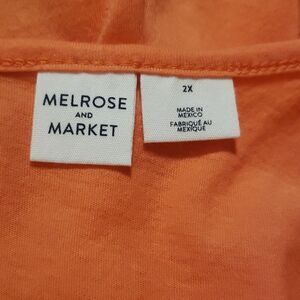 MELROSE
AND
MARKET
2X
MADE IN
MEXICO
FABRIQUÉ AU
MEXIQUE